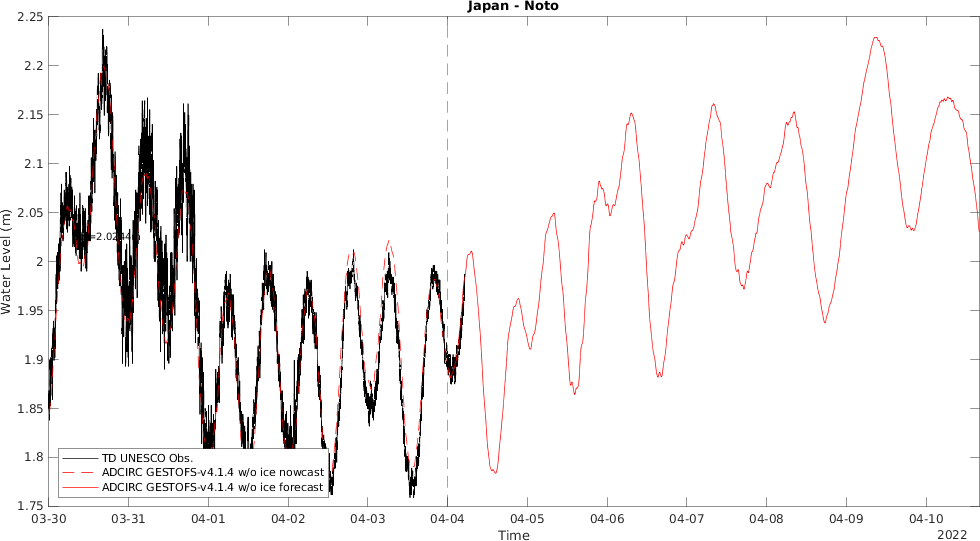 Japan - Noto
2.25
2.2
2.15
2.1
2.05
2
1.95
1.9
1.85
1.8
1.75
Water Level (m)
TD UNESCO Obs.
ADCIRC GESTOFS-v4.1.4 w/o ice nowcast
ADCIRC GESTOFS-v4.1.4 w/o ice forecast
03-30 03-31 04-01 04-02 04-03 04-04 04-05 04-06 04-07 04-08 04-09 04-10
Time
2022